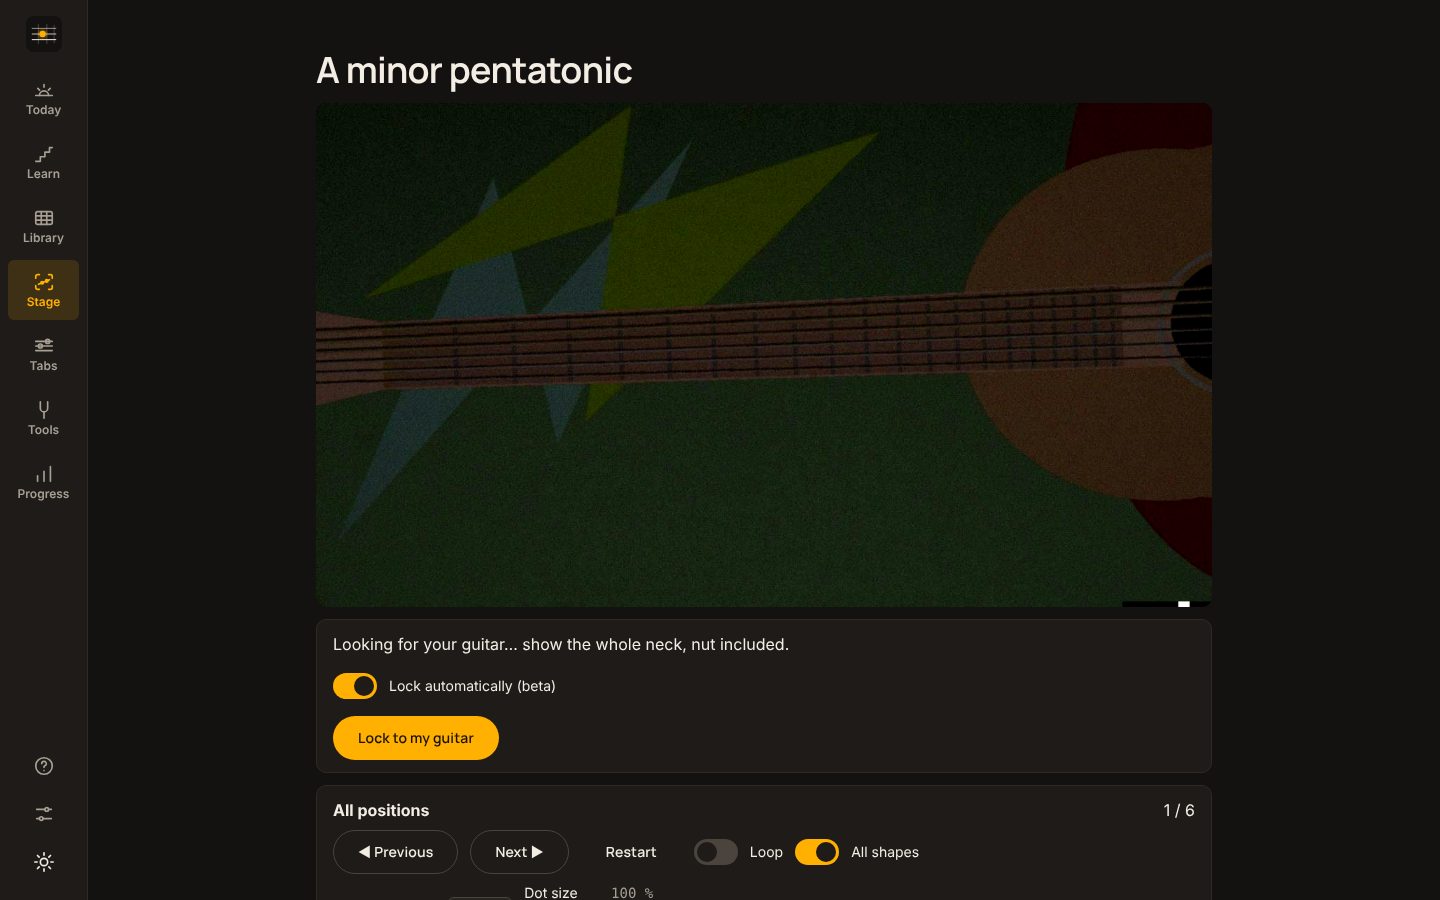 A minor pentatonic
Today
Learn
Library
Stage
Tabs
Tools
Progress
Looking for your guitar... show the whole neck, nut included.
Lock automatically (beta)
Lock to my guitar
All positions
1 / 6
◀ Previous
Next ▶
Restart
Loop
All shapes
Dot size
100 %